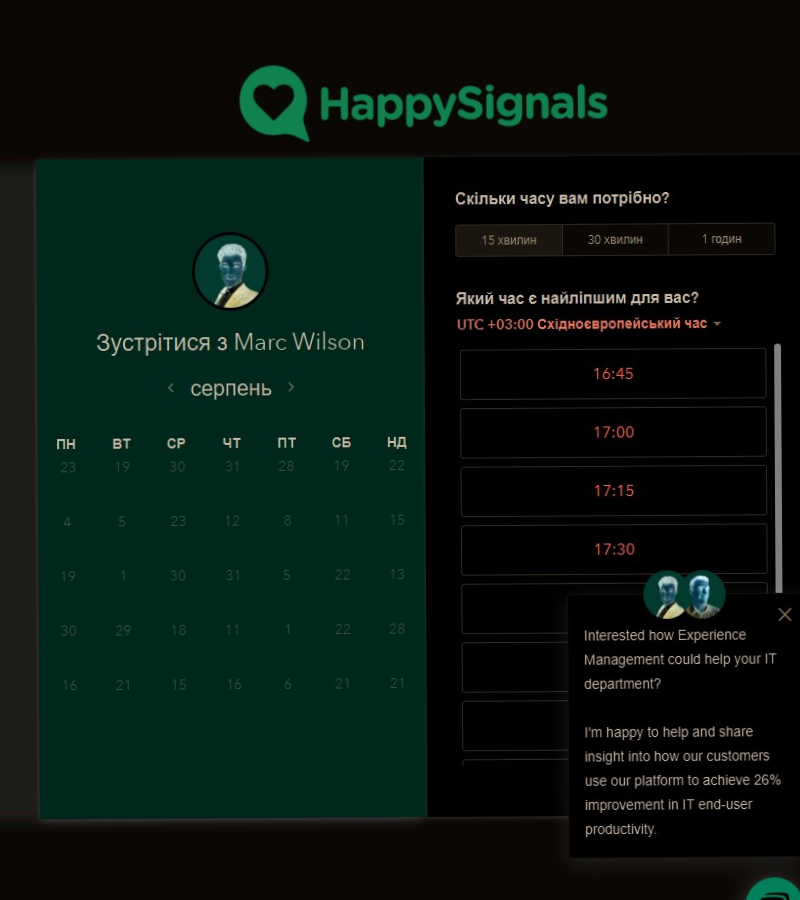 HappySignals
Зустрітися з Marc Wilson
серпень
ПН ВТ СР ЧТ ПТ СБ НД
23 19 30 31 28 19 22
4 5 23 12 8 11 15
19 1 30 31 5 22 13
30 29 18 11 1 22 28
16 21 15 16 6 21 21
Скільки часу вам потрібно?
15 хвилин 30 хвилин 1 годин
Який час є найліпшим для вас?
UTC +03:00 Східноєвропейський час
16:45
17:00
17:15
17:30
Interested how Experience
Management could help your IT
department?
I'm happy to help and share
insight into how our customers
use our platform to achieve 26%
improvement in IT end-user
productivity.